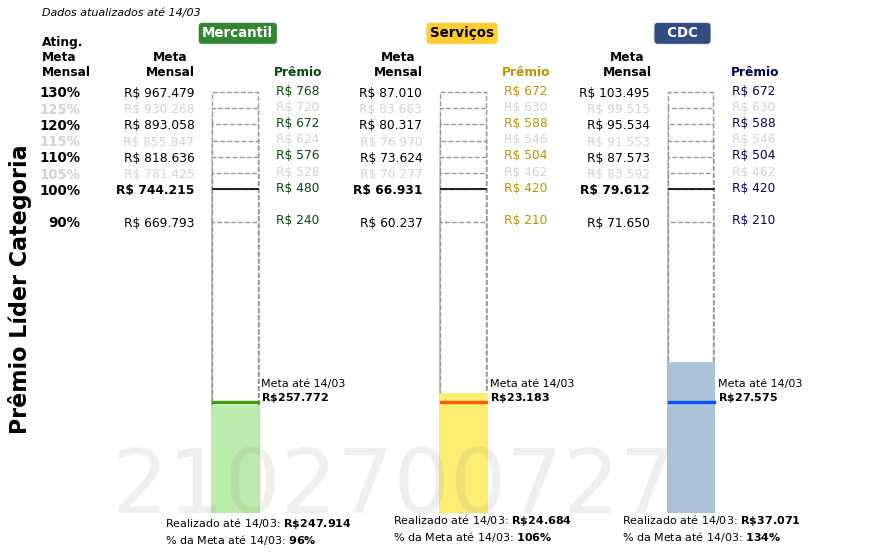 Dados atualizados até 14/03
Mercantil Serviços CDC
Ating.
Meta Meta Meta Meta
Mensal Mensal Prêmio Mensal Prêmio Mensal Prêmio
130% R$ 967.479 R$ 768 R$ 87.010 R$ 672 R$ 103.495 R$ 672
125% R$ 930.268 R$ 720 R$ 83.663 R$ 630 R$ 99.515 R$ 630
120% R$ 893.058 R$ 672 R$ 80.317 R$ 588 R$ 95.534 R$ 588
115% R$ 855.847 R$ 624 R$ 76.970 R$ 546 R$ 91.553 R$ 546
110% R$ 818.636 R$ 576 R$ 73.624 R$ 504 R$ 87.573 R$ 504
105% R$ 781.425 R$ 528 R$ 70.277 R$ 462 R$ 83.592 R$ 462
100% R$ 744.215 R$ 480 R$ 66.931 R$ 420 R$ 79.612 R$ 420
90% R$ 669.793 R$ 240 R$ 60.237 R$ 210 R$ 71.650 R$ 210
Prêmio Líder Categoria
Meta até 14/03 Meta até 14/03 Meta até 14/03
R$257.772 R$23.183 R$27.575
2102700727
Realizado até 14/03: R$247.914 Realizado até 14/03: R$24.684 Realizado até 14/03: R$37.071
% da Meta até 14/03: 96% % da Meta até 14/03: 106% % da Meta até 14/03: 134%